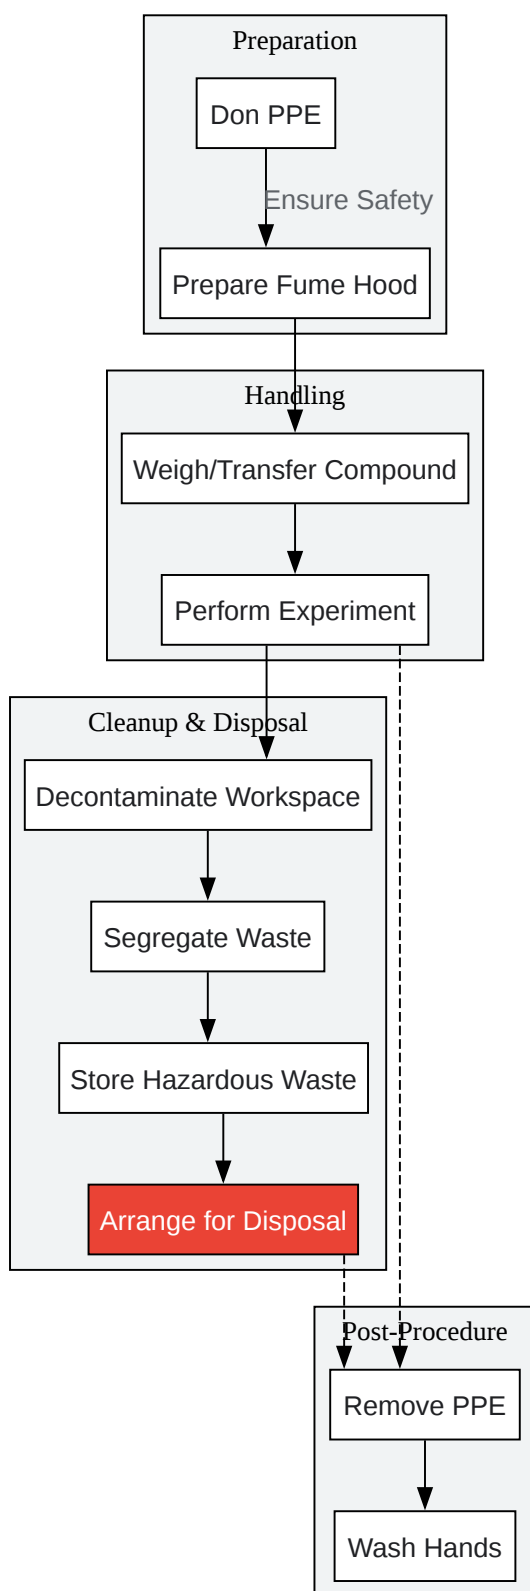 Preparation
Don PPE
Ensure Safety
Prepare Fume Hood
Handling
Weigh/Transfer Compound
Perform Experiment
Cleanup & Disposal
Decontaminate Workspace
Segregate Waste
Store Hazardous Waste
Arrange for Disposal
Post-Procedure
Remove PPE
Wash Hands